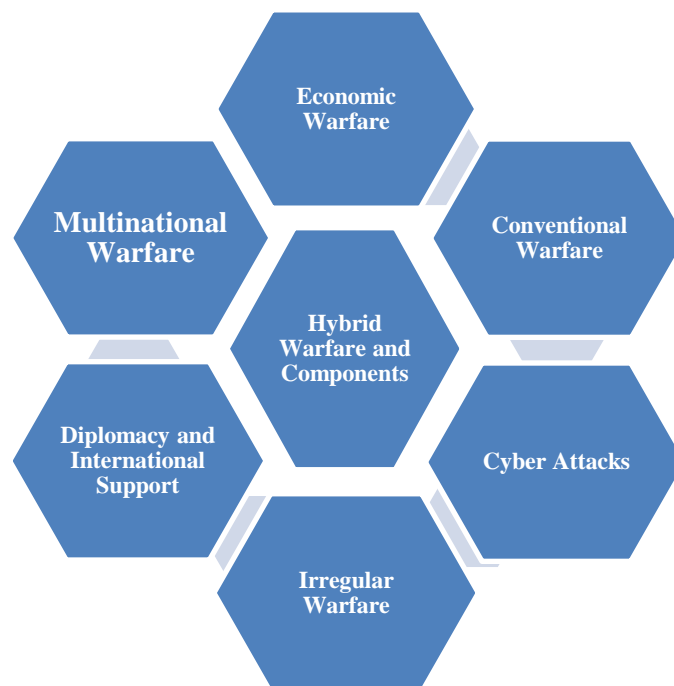 Economic
Warfare
Multinational
Warfare
Conventional
Warfare
Hybrid
Warfare and
Components
Diplomacy and
International
Support
Cyber Attacks
Irregular
Warfare